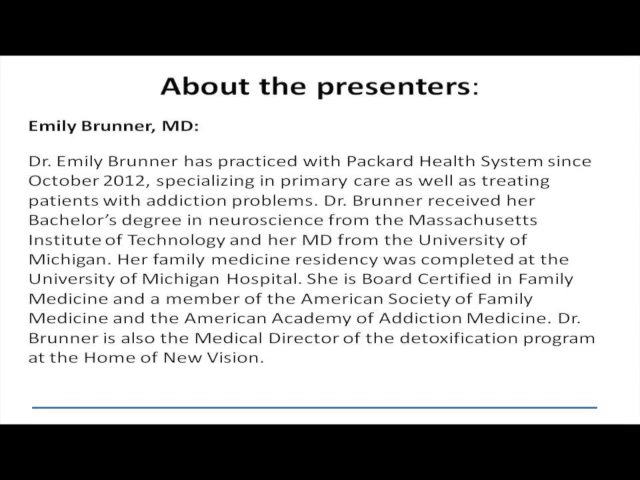 About the presenters:
Emily Brunner, MD:
Dr. Emily Brunner has practiced with Packard Health System since
October 2012, specializing in primary care as well as treating
patients with addiction problems. Dr. Brunner received her
Bachelor's degree in neuroscience from the Massachusetts
Institute of Technology and her MD from the University of
Michigan. Her family medicine residency was completed at the
University of Michigan Hospital. She is Board Certified in Family
Medicine and a member of the American Society of Family
Medicine and the American Academy of Addiction Medicine. Dr.
Brunner is also the Medical Director of the detoxification program
at the Home of New Vision.